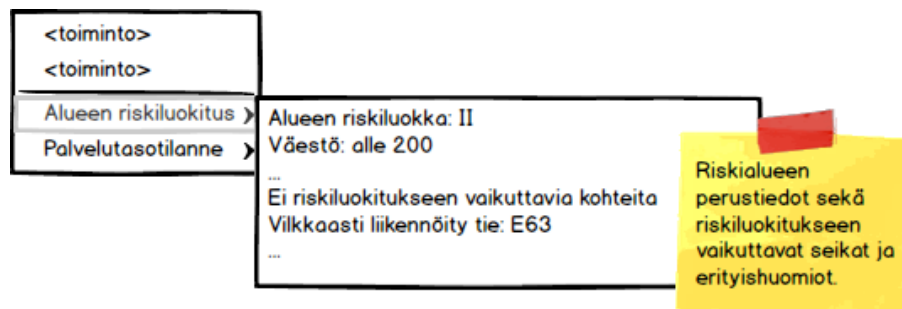 <toiminto>
<toiminto>
Alueen riskiluokitus
Palvelutasotilanne
Alueen riskiluokka: II
Väestö: alle 200
...
Ei riskiluokitukseen vaikuttavia kohteita
Vilkkaasti liikennöity tie: E63
...
Riskialueen
perustiedot sekä
riskiluokitukseen
vaikuttavat seikat ja
erityishuomiot.